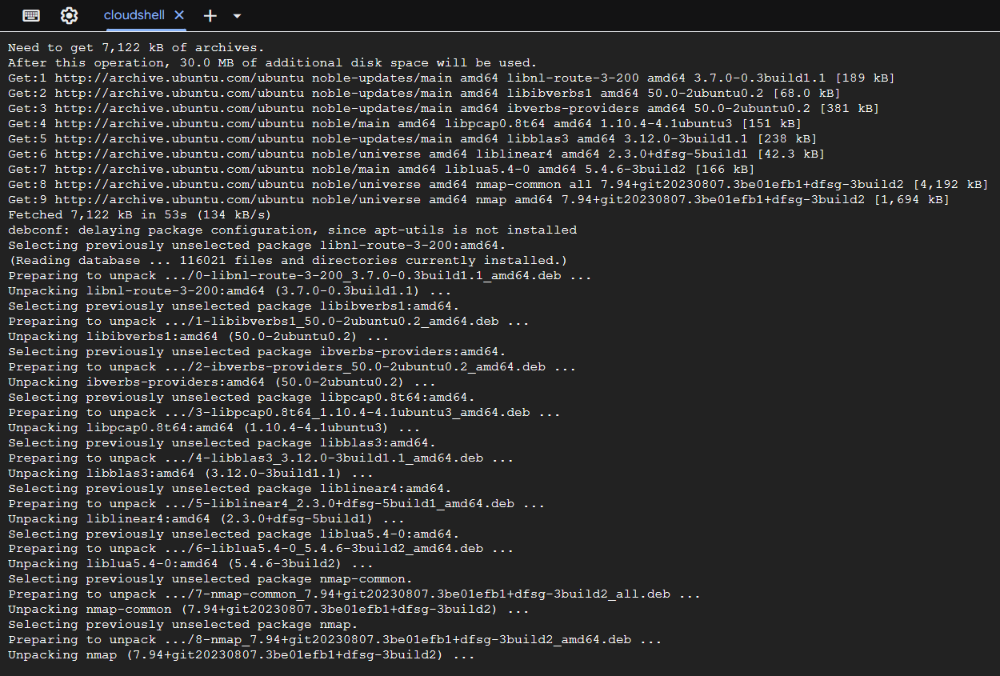 cloudshell
Need to get 7,122 kB of archives.
After this operation, 30.0 MB of additional disk space will be used.
Get:1 http://archive.ubuntu.com/ubuntu noble-updates/main amd64 libnl-route-3-200 amd64 3.7.0-0.3build1.1 [189 kB]
Get:2 http://archive.ubuntu.com/ubuntu noble-updates/main amd64 libibverbs1 amd64 50.0-2ubuntu0.2 [68.0 kB]
Get:3 http://archive.ubuntu.com/ubuntu noble-updates/main amd64 ibverbs-providers amd64 50.0-2ubuntu0.2 [381 kB]
Get:4 http://archive.ubuntu.com/ubuntu noble/main amd64 libpcap0.8t64 amd64 1.10.4-4.1ubuntu3 [151 kB]
Get:5 http://archive.ubuntu.com/ubuntu noble-updates/main amd64 libblas3 amd64 3.12.0-3build1.1 [238 kB]
Get:6 http://archive.ubuntu.com/ubuntu noble/universe amd64 liblinear4 amd64 2.3.0+dfsg-5build1 [42.3 kB]
Get:7 http://archive.ubuntu.com/ubuntu noble/main amd64 liblua5.4-0 amd64 5.4.6-3build2 [166 kB]
Get:8 http://archive.ubuntu.com/ubuntu noble/universe amd64 nmap-common all 7.94+git20230807.3be01efb1+dfsg-3build2 [4,192 kB]
Get:9 http://archive.ubuntu.com/ubuntu noble/universe amd64 nmap amd64 7.94+git20230807.3be01efb1+dfsg-3build2 [1,694 kB]
Fetched 7,122 kB in 53s (134 kB/s)
debconf: delaying package configuration, since apt-utils is not installed
Selecting previously unselected package libnl-route-3-200:amd64.
(Reading database ... 116021 files and directories currently installed.)
Preparing to unpack .../0-libnl-route-3-200_3.7.0-0.3build1.1_amd64.deb ...
Unpacking libnl-route-3-200:amd64 (3.7.0-0.3build1.1) ...
Selecting previously unselected package libibverbs1:amd64.
Preparing to unpack .../1-libibverbs1_50.0-2ubuntu0.2_amd64.deb ...
Unpacking libibverbs1:amd64 (50.0-2ubuntu0.2) ...
Selecting previously unselected package ibverbs-providers:amd64.
Preparing to unpack .../2-ibverbs-providers_50.0-2ubuntu0.2_amd64.deb ...
Unpacking ibverbs-providers:amd64 (50.0-2ubuntu0.2) ...
Selecting previously unselected package libpcap0.8t64:amd64.
Preparing to unpack .../3-libpcap0.8t64_1.10.4-4.1ubuntu3_amd64.deb ...
Unpacking libpcap0.8t64:amd64 (1.10.4-4.1ubuntu3) ...
Selecting previously unselected package libblas3:amd64.
Preparing to unpack .../4-libblas3_3.12.0-3build1.1_amd64.deb ...
Unpacking libblas3:amd64 (3.12.0-3build1.1) ...
Selecting previously unselected package liblinear4:amd64.
Preparing to unpack .../5-liblinear4_2.3.0+dfsg-5build1_amd64.deb ...
Unpacking liblinear4:amd64 (2.3.0+dfsg-5build1) ...
Selecting previously unselected package liblua5.4-0:amd64.
Preparing to unpack .../6-liblua5.4-0_5.4.6-3build2_amd64.deb ...
Unpacking liblua5.4-0:amd64 (5.4.6-3build2) ...
Selecting previously unselected package nmap-common.
Preparing to unpack .../7-nmap-common_7.94+git20230807.3be01efb1+dfsg-3build2_all.deb ...
Unpacking nmap-common (7.94+git20230807.3be01efb1+dfsg-3build2) ...
Selecting previously unselected package nmap.
Preparing to unpack .../8-nmap_7.94+git20230807.3be01efb1+dfsg-3build2_amd64.deb ...
Unpacking nmap (7.94+git20230807.3be01efb1+dfsg-3build2) ...